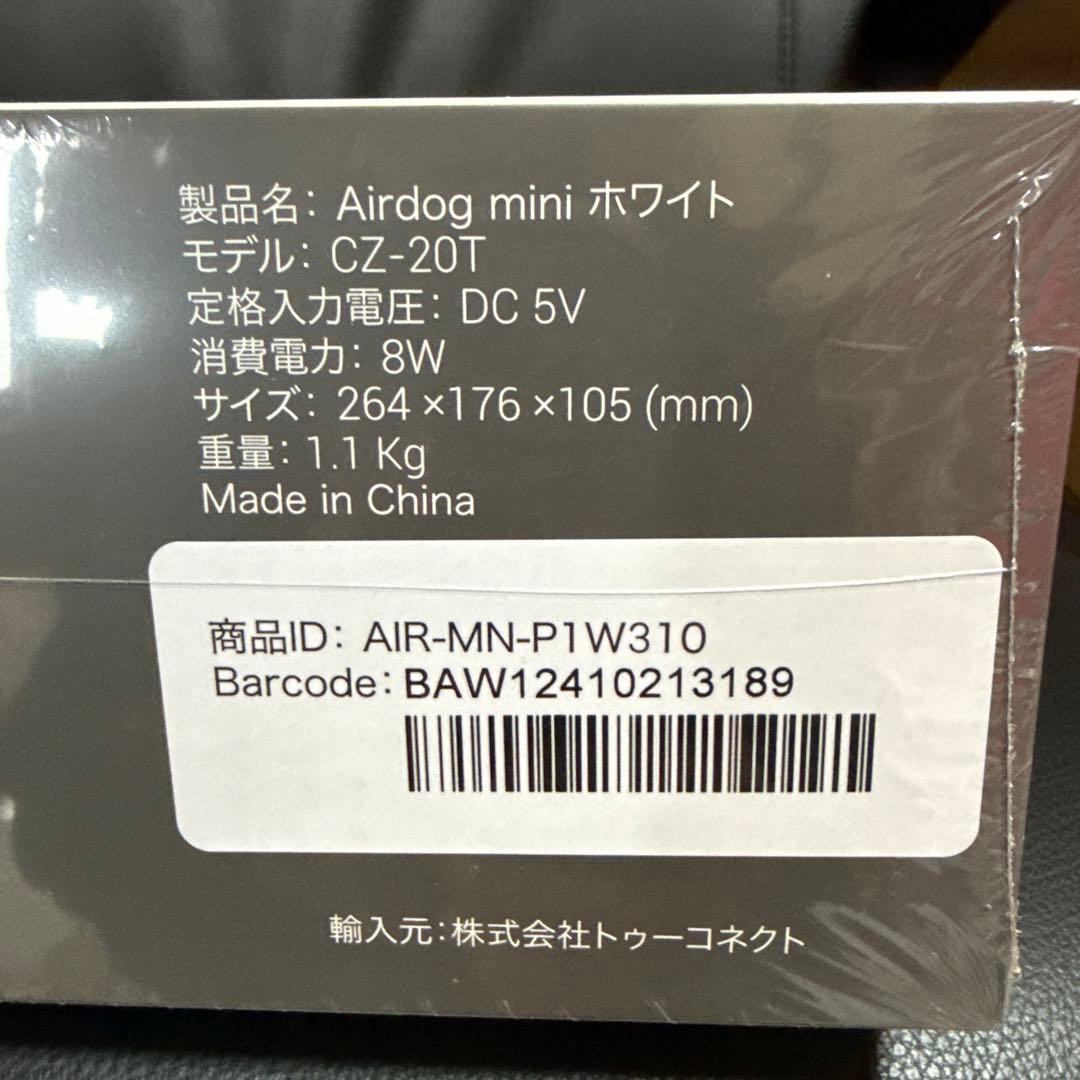 製品名: Airdog mini ホワイト
モデル: CZ-20T
定格入力電圧: DC 5V
消費電力: 8W
サイズ: 264 ×176 ×105 (mm)
重量: 1.1 Kg
Made in China
商品ID: AIR-MN-P1W310
Barcode: BAW12410213189
輸入元:株式会社トゥーコネクト